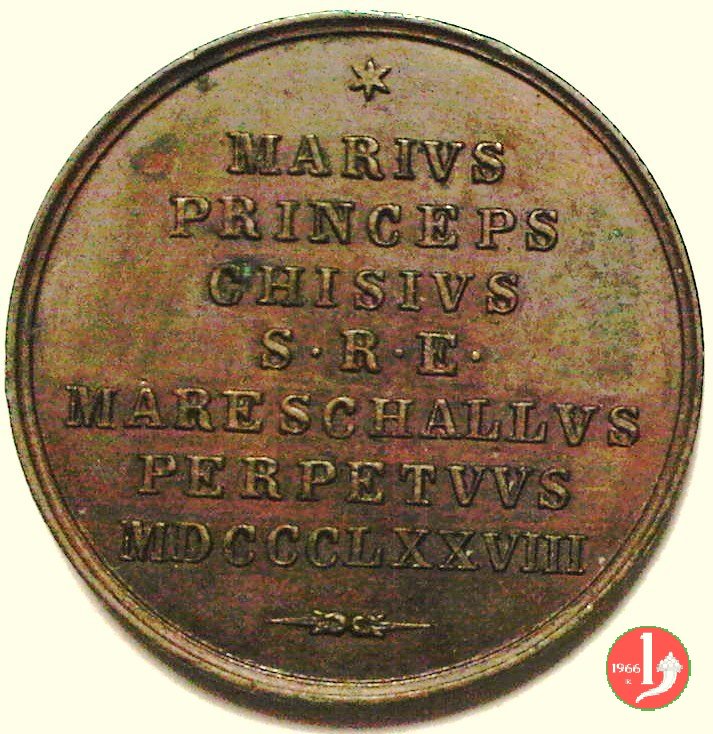 MARIVS
PRINCEPS
CHISIVS
S·R·E·
MARESCHALLVS
PERPETVVS
MDCCCLXXVIII
1966